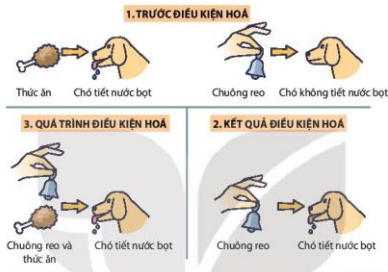 1. TRƯỚC ĐIỀU KIỆN HOÁ
Thức ăn
Chó tiết nước bọt
Chuông reo
Chó không tiết nước bọt
3. QUÁ TRÌNH ĐIỀU KIỆN HOÁ
2. KẾT QUẢ ĐIỀU KIỆN HOÁ
Chuông reo và
thức ăn
Chó tiết nước bọt
Chuông reo
Chó tiết nước bọt